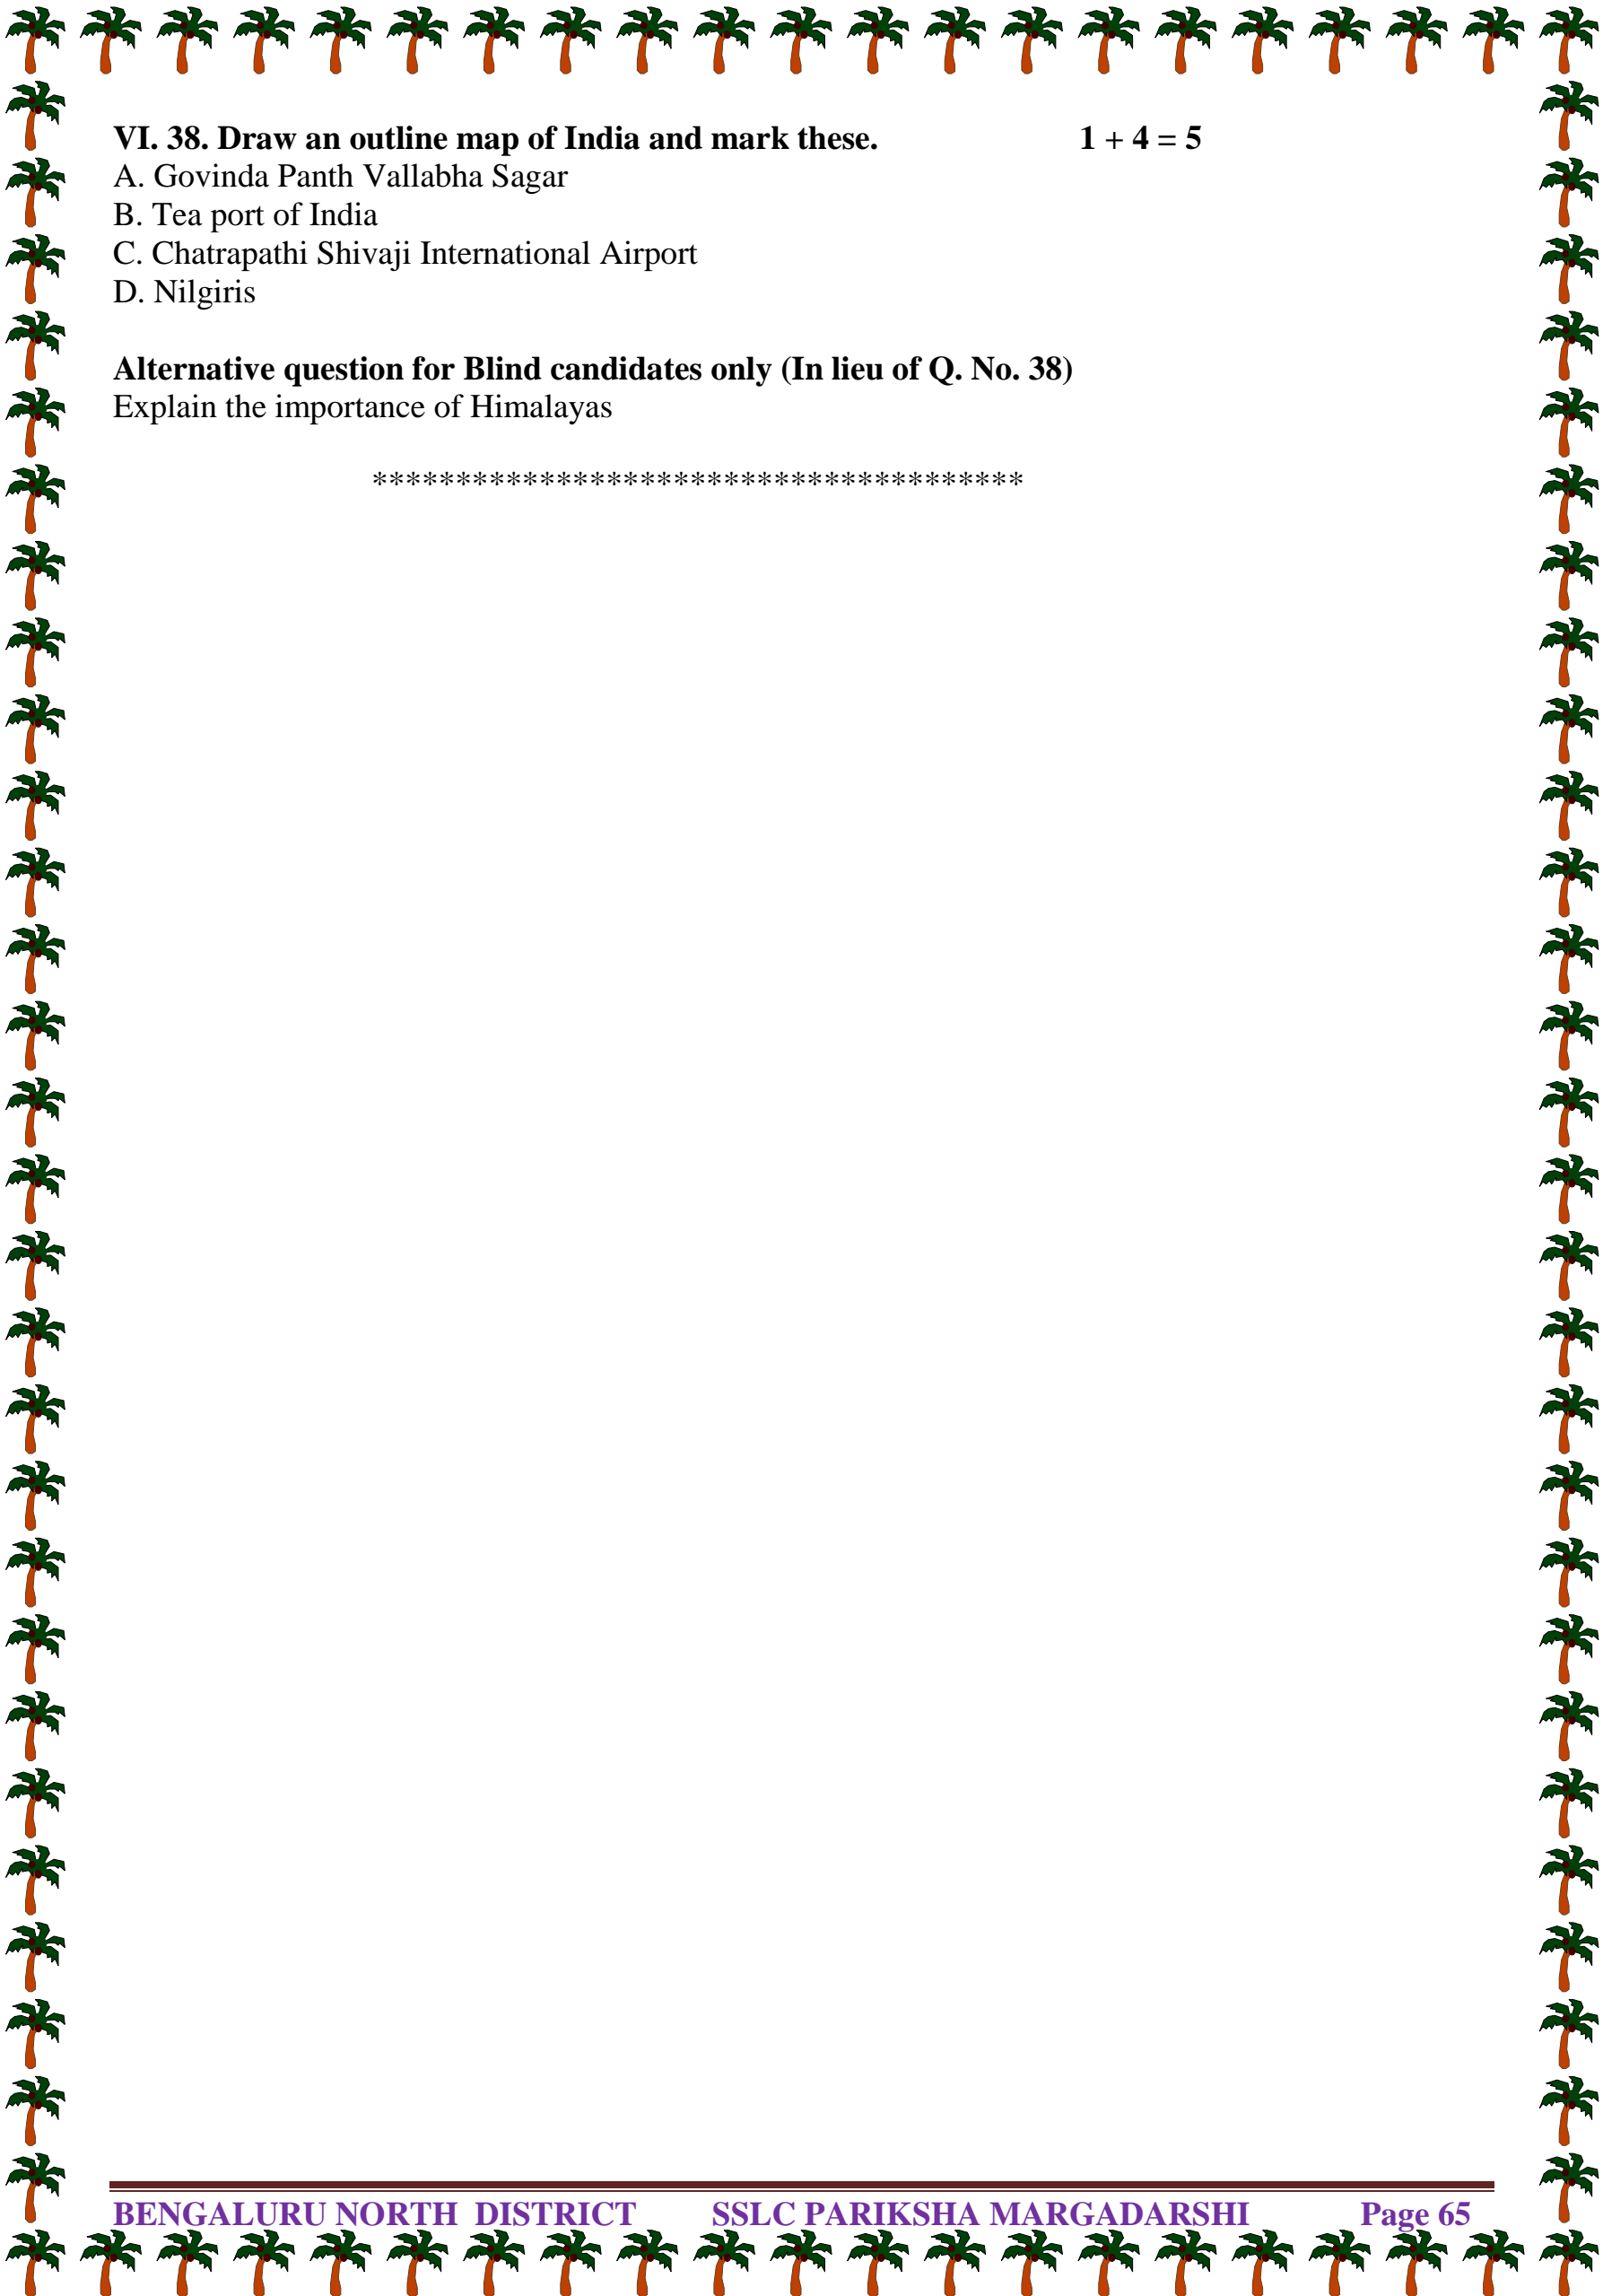 VI. 38. Draw an outline map of India and mark these. 1 + 4 = 5
A. Govinda Panth Vallabha Sagar
B. Tea port of India
C. Chatrapathi Shivaji International Airport
D. Nilgiris
Alternative question for Blind candidates only (In lieu of Q. No. 38)
Explain the importance of Himalayas
***************************************
BENGALURU NORTH DISTRICT SSLC PARIKSHA MARGADARSHI Page 65